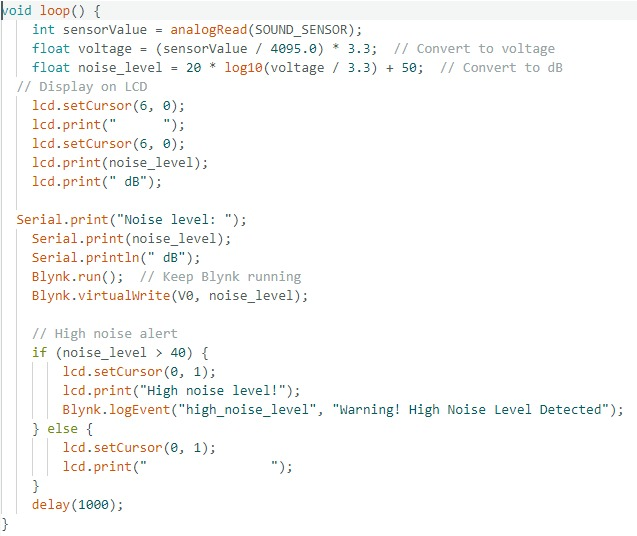 void loop() {
    int sensorValue = analogRead(SOUND_SENSOR);
    float voltage = (sensorValue / 4095.0) * 3.3;  // Convert to voltage
    float noise_level = 20 * log10(voltage / 3.3) + 50;  // Convert to dB
  // Display on LCD
    lcd.setCursor(6, 0);
    lcd.print("      ");
    lcd.setCursor(6, 0);
    lcd.print(noise_level);
    lcd.print(" dB");

  Serial.print("Noise level: ");
    Serial.print(noise_level);
    Serial.println(" dB");
    Blynk.run();  // Keep Blynk running
    Blynk.virtualWrite(V0, noise_level);

    // High noise alert
    if (noise_level > 40) {
        lcd.setCursor(0, 1);
        lcd.print("High noise level!");
        Blynk.logEvent("high_noise_level", "Warning! High Noise Level Detected");
    } else {
        lcd.setCursor(0, 1);
        lcd.print("                ");
    }
    delay(1000);
}